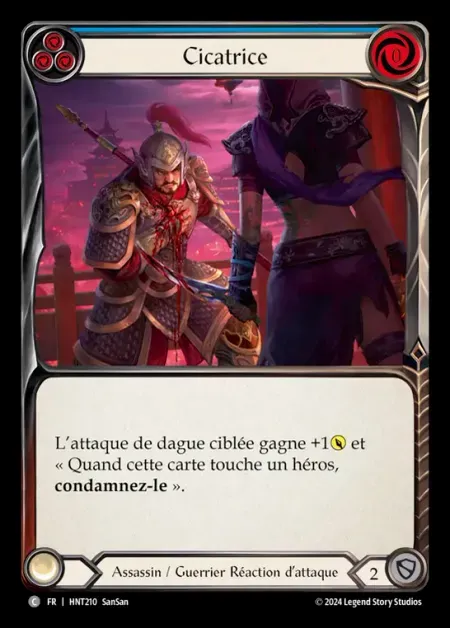 Cicatrice
0
L'attaque de dague ciblée gagne +1 et
« Quand cette carte touche un héros,
condamnez-le ».
Assassin / Guerrier Réaction d'attaque
2
C FR | HNT210 SanSan
© 2024 Legend Story Studios